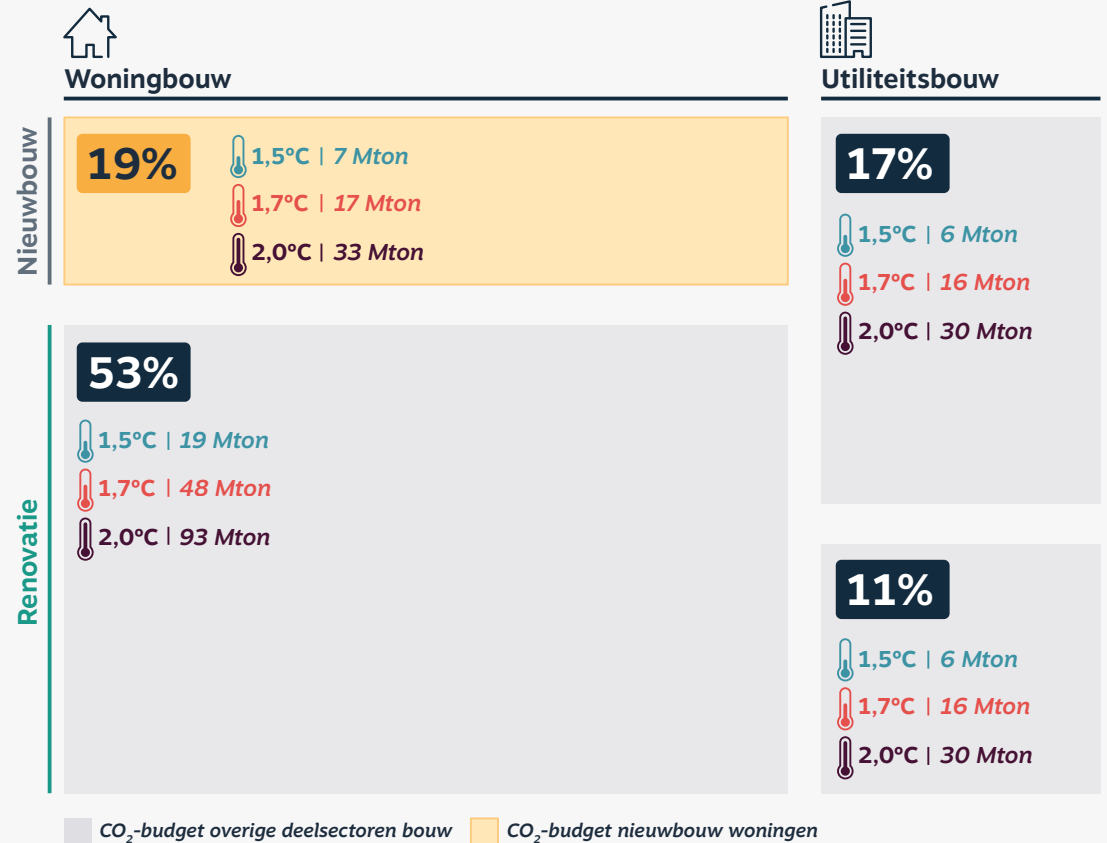 Woningbouw
Utiliteitsbouw
Nieuwbouw
19%
1,5°C | 7 Mton
1,7°C | 17 Mton
2,0°C | 33 Mton
17%
1,5°C | 6 Mton
1,7°C | 16 Mton
2,0°C | 30 Mton
Renovatie
53%
1,5°C | 19 Mton
1,7°C | 48 Mton
2,0°C | 93 Mton
11%
1,5°C | 6 Mton
1,7°C | 16 Mton
2,0°C | 30 Mton
CO₂-budget overige deelsectoren bouw
CO₂-budget nieuwbouw woningen